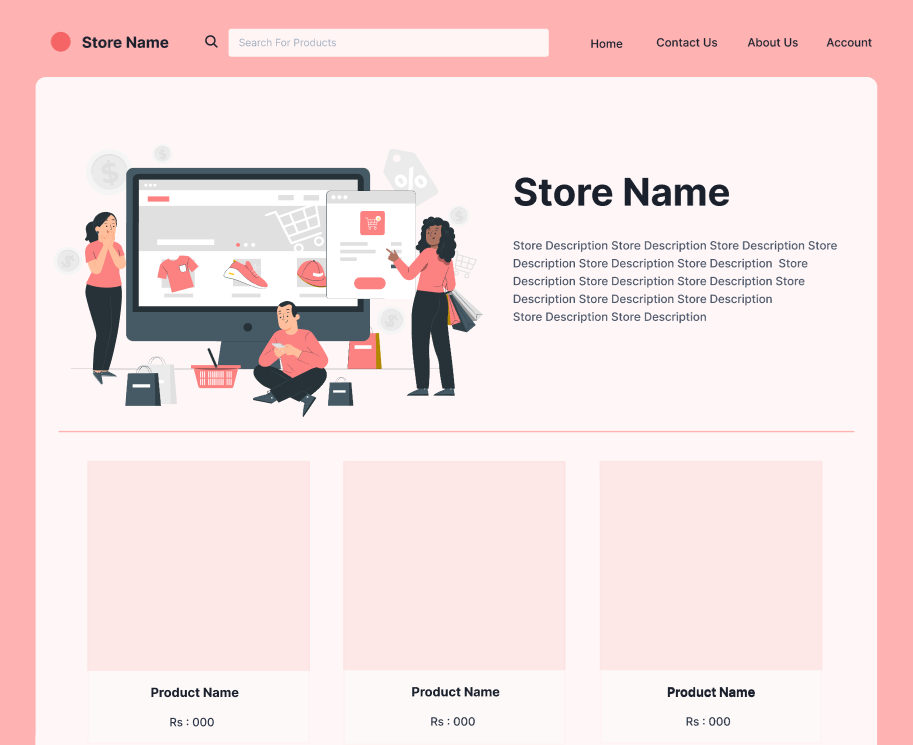 Store Name
Search For Products
Home
Contact Us
About Us
Account
$
$
%
$
$
$
Store Name
Store Description Store Description Store Description Store
Description Store Description Store Description  Store
Description Store Description Store Description Store
Description Store Description Store Description
Store Description Store Description
Product Name
Product Name
Product Name
Rs : 000
Rs : 000
Rs : 000